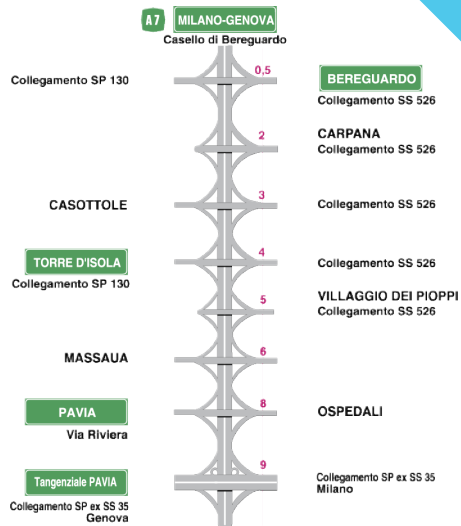 A7 MILANO-GENOVA
Casello di Bereguardo
0,5
Collegamento SP 130
BEREGUARDO
Collegamento SS 526
2
CARPANA
Collegamento SS 526
3
CASOTTOLE
Collegamento SS 526
4
TORRE D'ISOLA
Collegamento SP 130
Collegamento SS 526
5
VILLAGGIO DEI PIOPPI
Collegamento SS 526
6
MASSAUA
8
PAVIA
Via Riviera
OSPEDALI
9
Tangenziale PAVIA
Collegamento SP ex SS 35
Genova
Collegamento SP ex SS 35
Milano